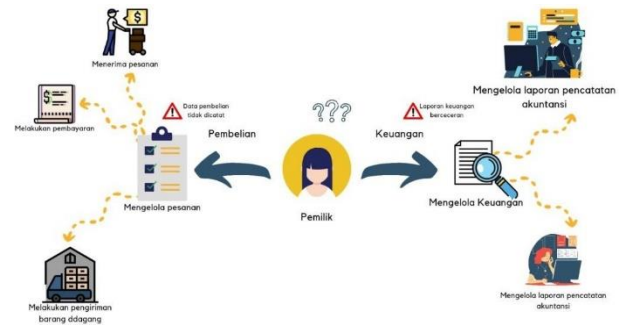 Menerima pesanan
Melakukan pembayaran
Data pembelian
tidak dicatat
Pembelian
Mengelola pesanan
Melakukan pengiriman
barang ddagang
???
Pemilik
Laporan keuangan
berceceran
Keuangan
Mengelola Keuangan
Mengelola laporan pencatatan
akuntansi
Mengelola laporan pencatatan
akuntansi